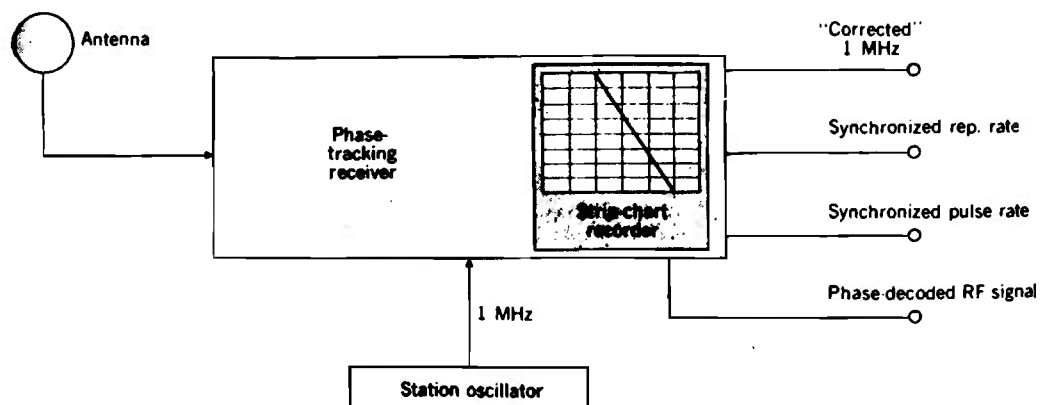 Antenna
"Corrected"
1 MHz
Phase-
tracking
receiver
Synchronized rep. rate
Strip-chart
recorder
Synchronized pulse rate
Phase-decoded RF signal
1 MHz
Station oscillator